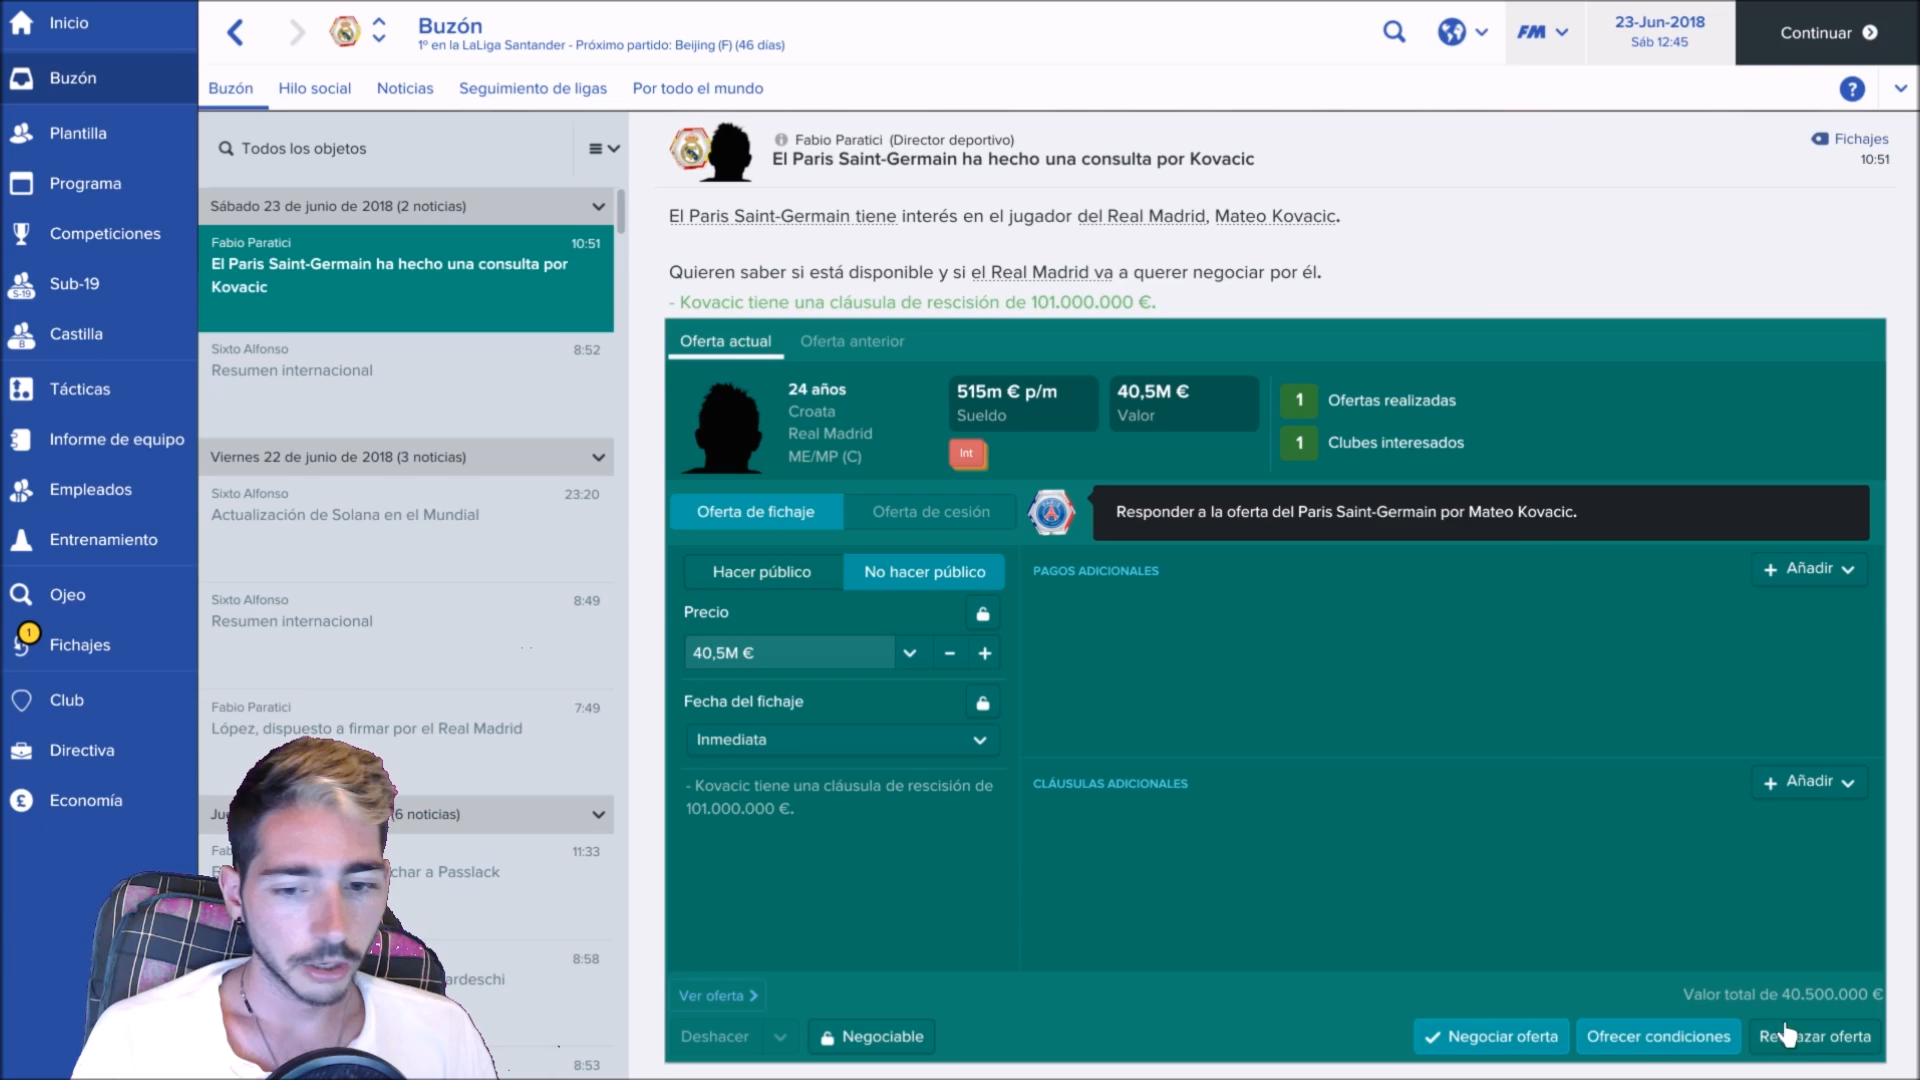 Inicio
Buzón
Plantilla
Programa
Competiciones
S-19
Sub-19
B
Castilla
Tácticas
Informe de equipo
Empleados
Entrenamiento
Ojeo
1
Fichajes
Club
Directiva
Economía
Buzón
1º en la LaLiga Santander - Próximo partido: Beijing (F) (46 días)
FM
23-Jun-2018
Sáb 12:45
Continuar
Buzón
Hilo social
Noticias
Seguimiento de ligas
Por todo el mundo
?
Todos los objetos
Sábado 23 de junio de 2018 (2 noticias)
Fabio Paratici 10:51
El Paris Saint-Germain ha hecho una consulta por
Kovacic
Sixto Alfonso 8:52
Resumen internacional
Viernes 22 de junio de 2018 (3 noticias)
Sixto Alfonso 23:20
Actualización de Solana en el Mundial
Sixto Alfonso 8:49
Resumen internacional
Fabio Paratici 7:49
López, dispuesto a firmar por el Real Madrid
(6 noticias)
11:33
char a Passlack
8:58
8:53
Fabio Paratici (Director deportivo)
El Paris Saint-Germain ha hecho una consulta por Kovacic
Fichajes
10:51
El Paris Saint-Germain tiene interés en el jugador del Real Madrid, Mateo Kovacic.
Quieren saber si está disponible y si el Real Madrid va a querer negociar por él.
- Kovacic tiene una cláusula de rescisión de 101.000.000 €.
Oferta actual
Oferta anterior
24 años
Croata
Real Madrid
ME/MP (C)
515m € p/m
Sueldo
Int
40,5M €
Valor
1 Ofertas realizadas
1 Clubes interesados
Oferta de fichaje
Oferta de cesión
Responder a la oferta del Paris Saint-Germain por Mateo Kovacic.
Hacer público
No hacer público
Precio
40,5M €
Fecha del fichaje
Inmediata
- Kovacic tiene una cláusula de rescisión de
101.000.000 €.
PAGOS ADICIONALES
+ Añadir
CLÁUSULAS ADICIONALES
+ Añadir
Ver oferta
Valor total de 40.500.000 €
Deshacer
Negociable
Negociar oferta
Ofrecer condiciones
oferta